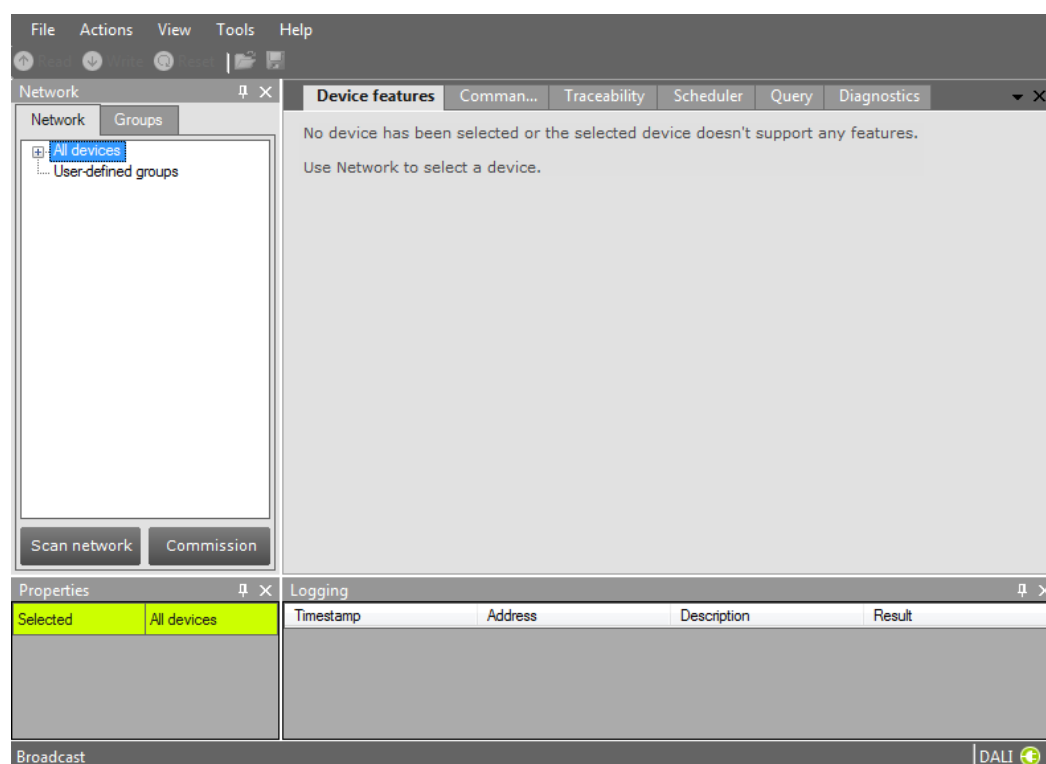 File Actions View Tools Help
Read Write Reset
Network
Network Groups
All devices
User-defined groups
Scan network Commission
Device features Comman... Traceability Scheduler Query Diagnostics
No device has been selected or the selected device doesn't support any features.
Use Network to select a device.
Properties
Selected All devices
Logging
Timestamp Address Description Result
Broadcast DALI